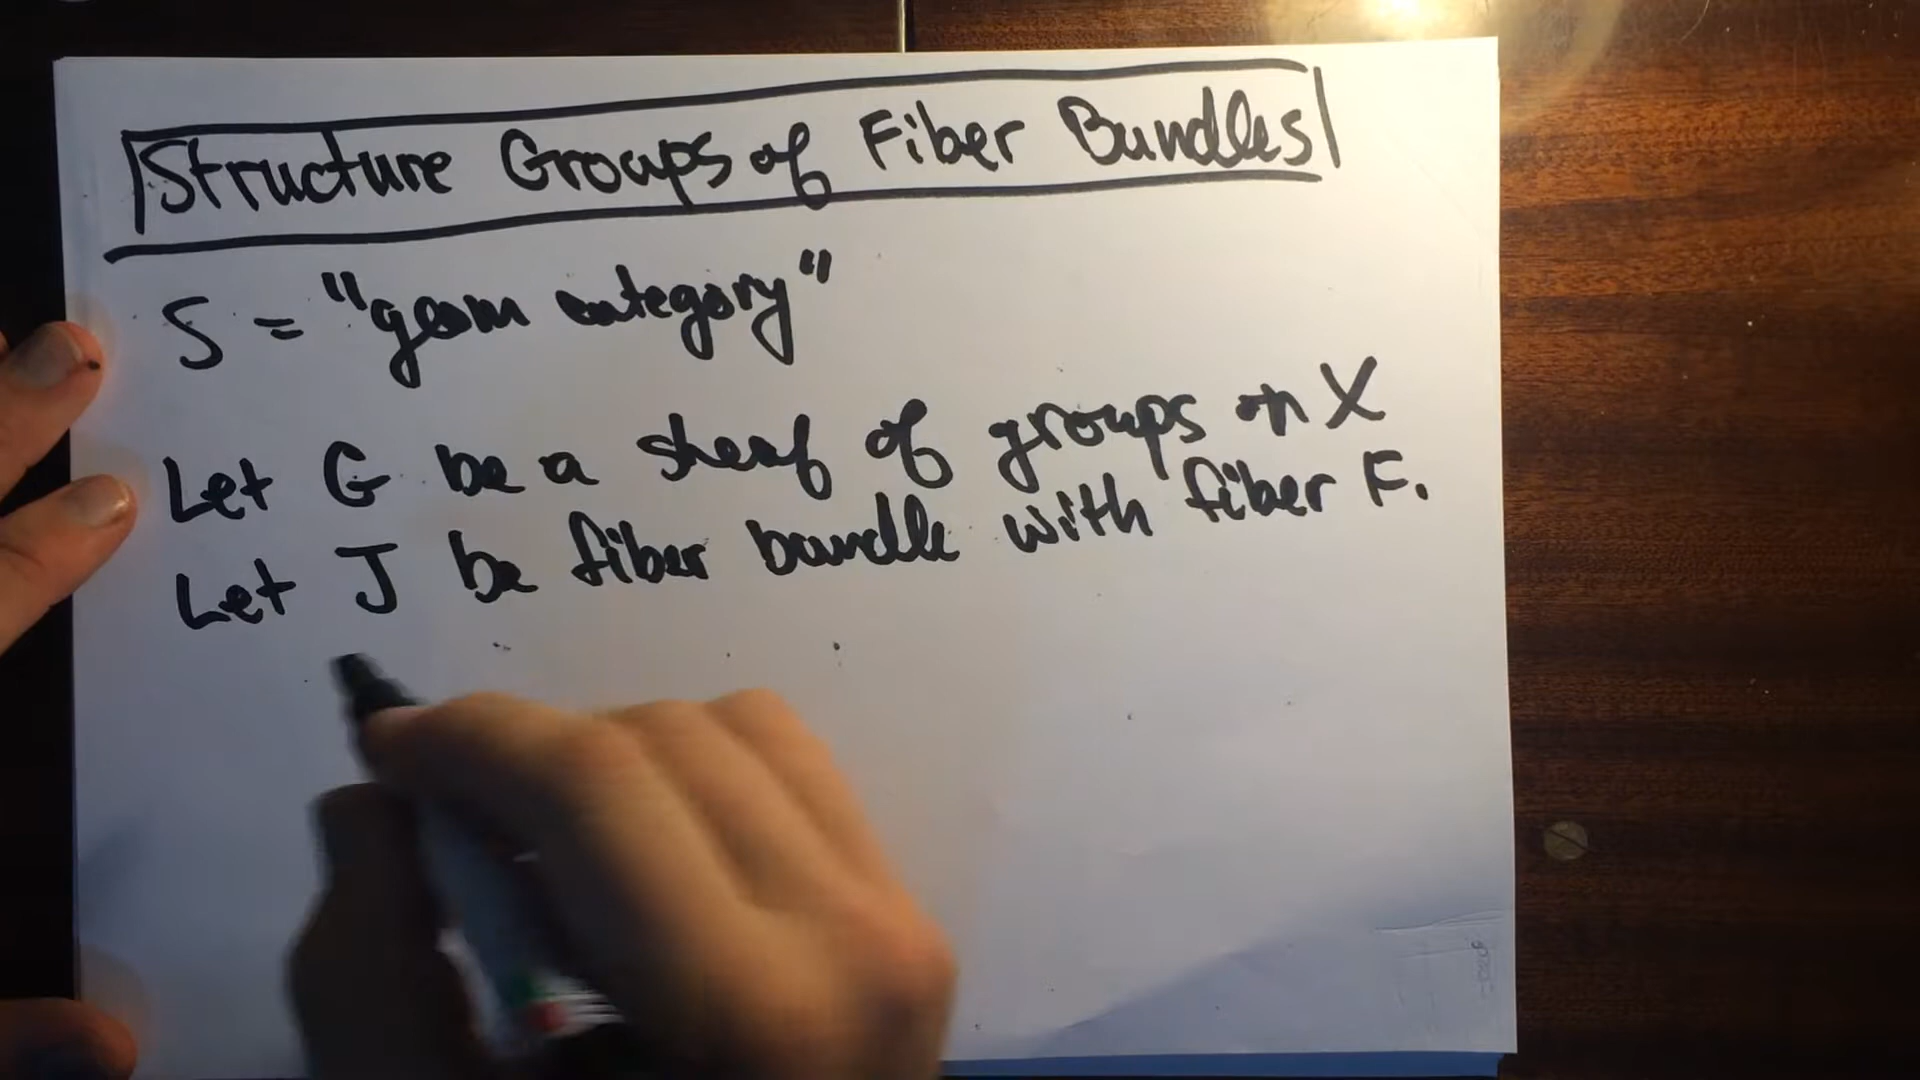 Structure Groups of Fiber Bundles
S = "geom category"
Let G be a sheaf of groups on X
Let J be fiber bundle with fiber F.